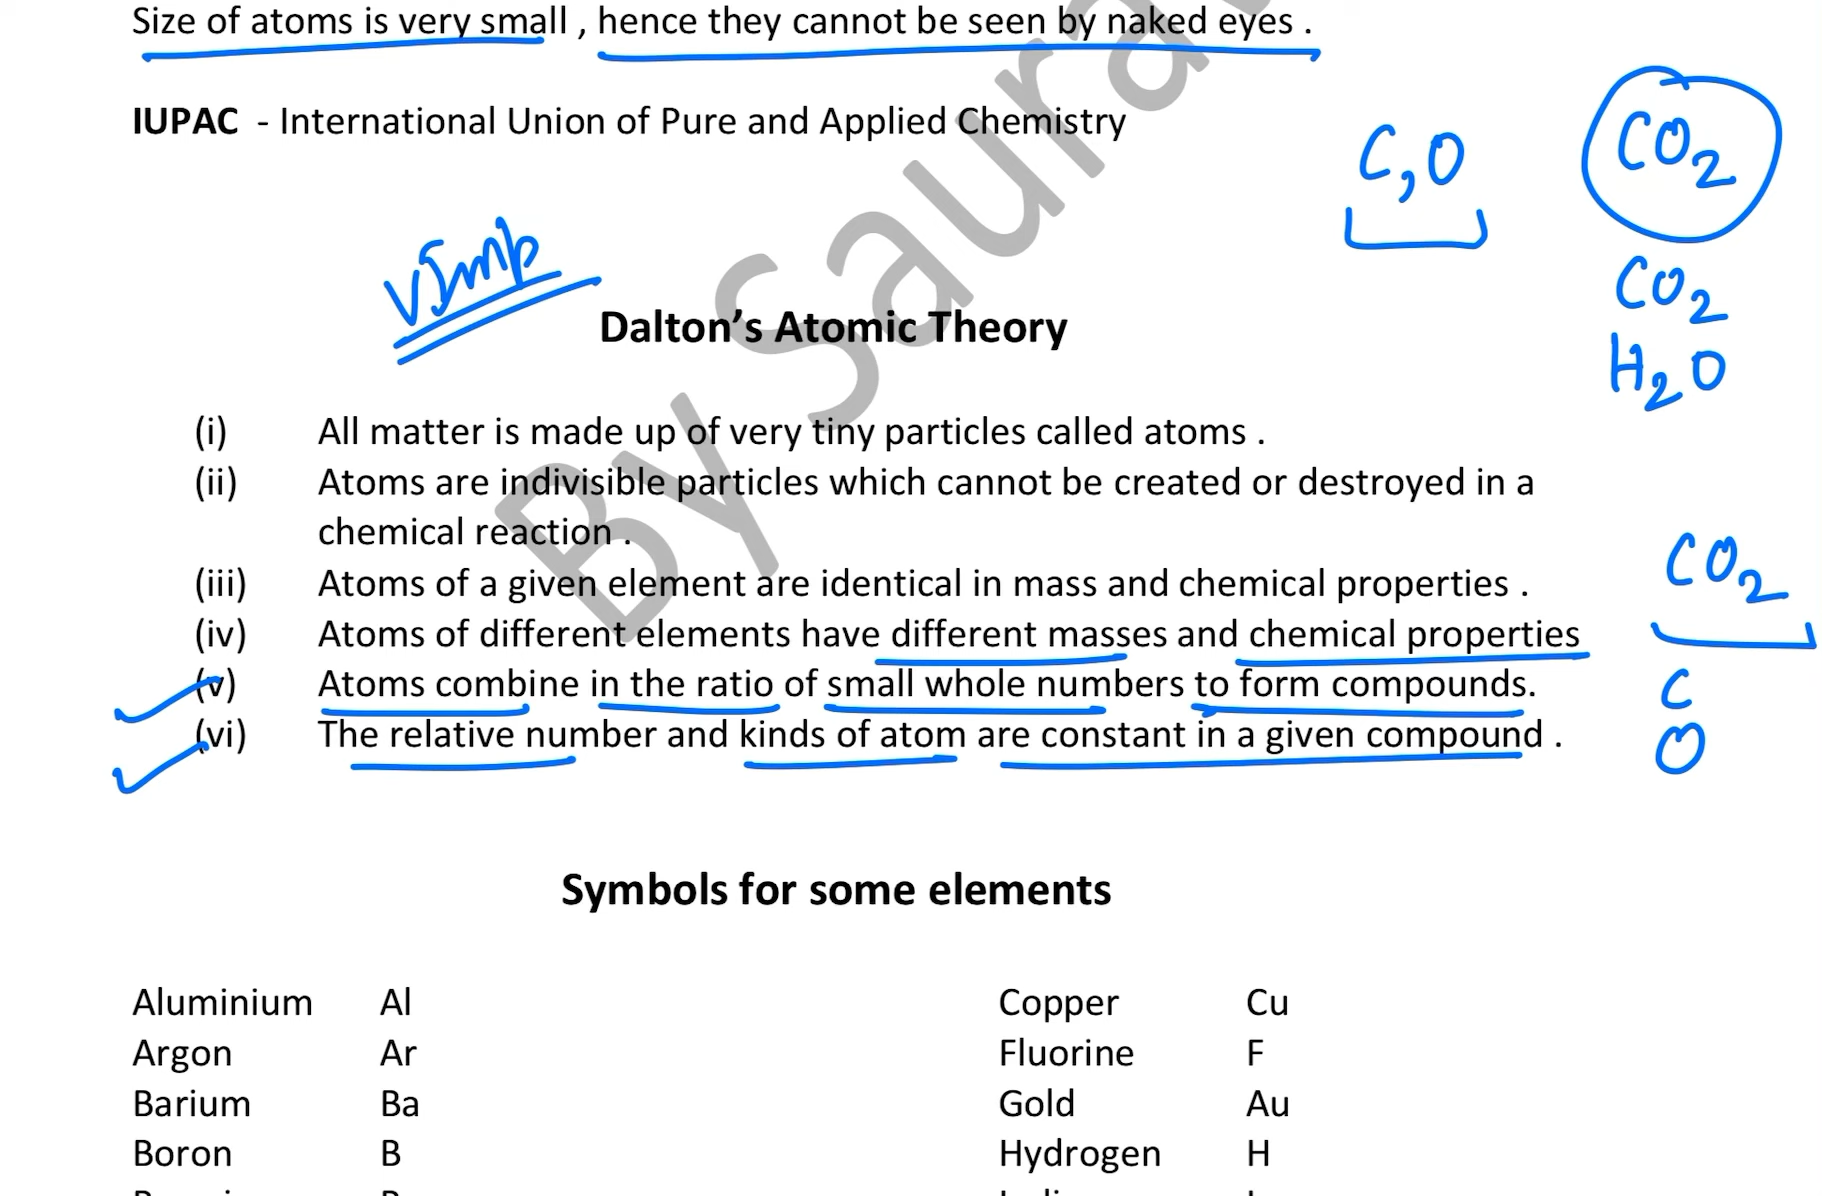 Size of atoms is very small , hence they cannot be seen by naked eyes .
IUPAC - International Union of Pure and Applied Chemistry
C,O
CO2
CO2
H2O
VImp
Dalton’s Atomic Theory
(i) All matter is made up of very tiny particles called atoms .
(ii) Atoms are indivisible particles which cannot be created or destroyed in a
chemical reaction .
(iii) Atoms of a given element are identical in mass and chemical properties .
(iv) Atoms of different elements have different masses and chemical properties
(v) Atoms combine in the ratio of small whole numbers to form compounds.
(vi) The relative number and kinds of atom are constant in a given compound .
CO2
C
O
By
Symbols for some elements
Aluminium Al Copper Cu
Argon Ar Fluorine F
Barium Ba Gold Au
Boron B Hydrogen H